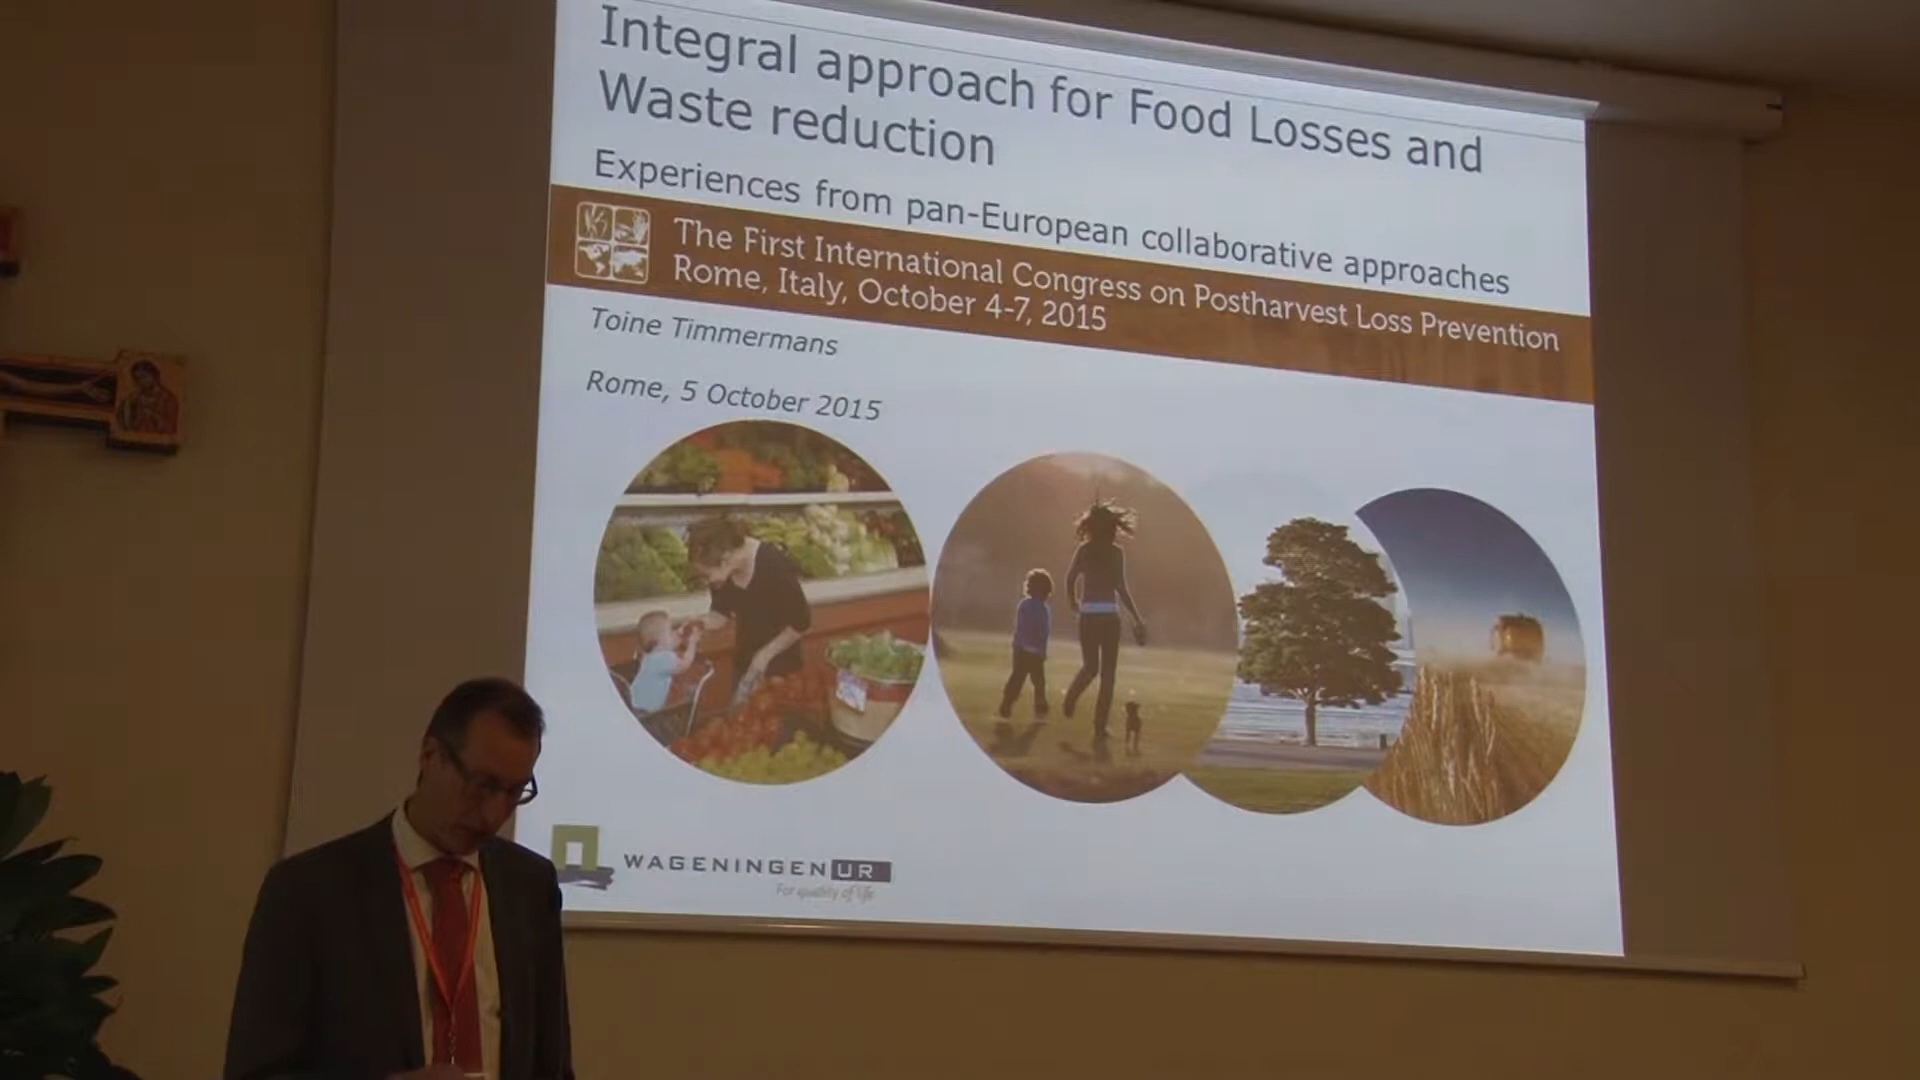 Integral approach for Food Losses and
Waste reduction
Experiences from pan-European collaborative approaches
The First International Congress on Postharvest Loss Prevention
Rome, Italy, October 4-7, 2015
Toine Timmermans
Rome, 5 October 2015
WAGENINGEN UR
For quality of life